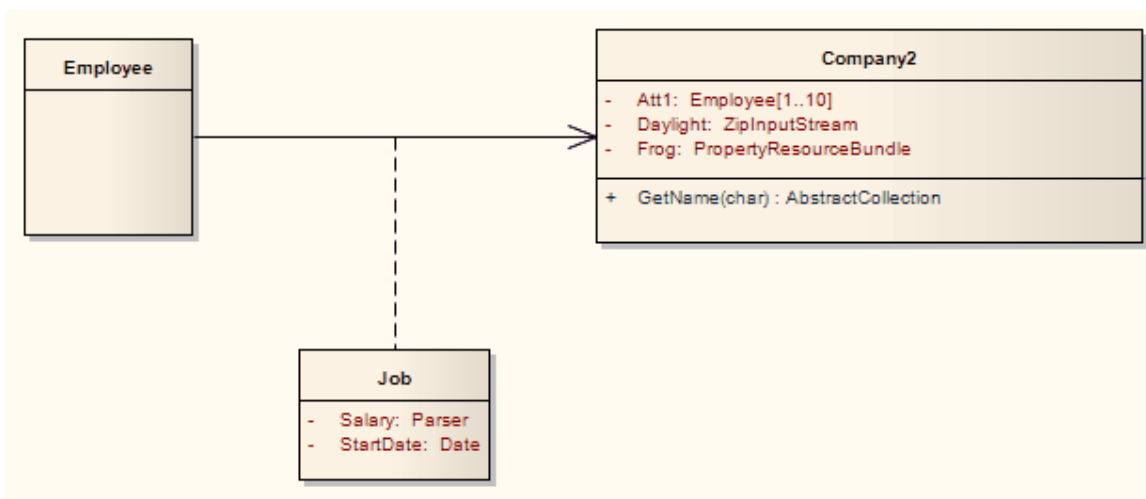 Employee
Company2
- Att1: Employee[1..10]
- Daylight: ZipInputStream
- Frog: PropertyResourceBundle
+ GetName(char) : AbstractCollection
Job
- Salary: Parser
- StartDate: Date